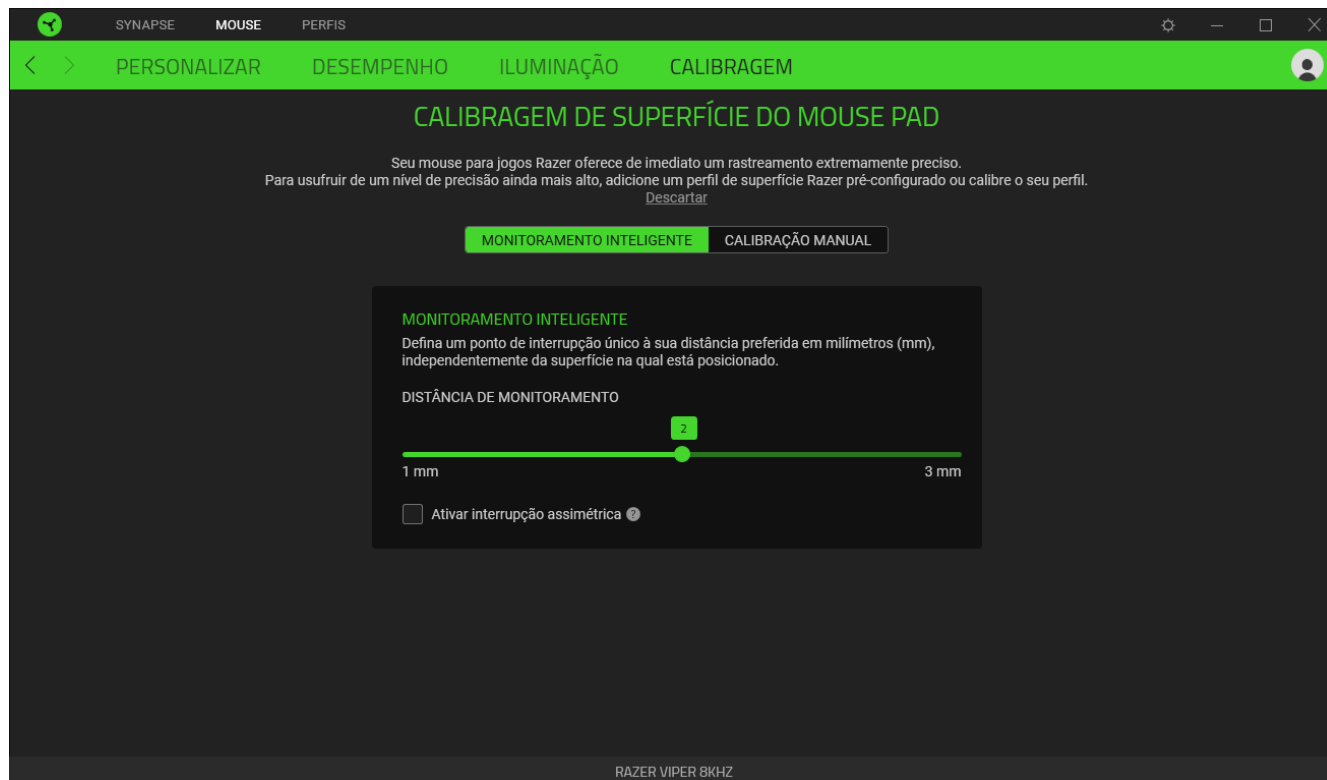 SYNAPSE MOUSE PERFIS
PERSONALIZAR DESEMPENHO ILUMINAÇÃO CALIBRAGEM
CALIBRAGEM DE SUPERFÍCIE DO MOUSE PAD
Seu mouse para jogos Razer oferece de imediato um rastreamento extremamente preciso.
Para usufruir de um nível de precisão ainda mais alto, adicione um perfil de superfície Razer pré-configurado ou calibre o seu perfil.
Descartar
MONITORAMENTO INTELIGENTE CALIBRAÇÃO MANUAL
MONITORAMENTO INTELIGENTE
Defina um ponto de interrupção único à sua distância preferida em milímetros (mm),
independentemente da superfície na qual está posicionado.
DISTÂNCIA DE MONITORAMENTO
2
1 mm 3 mm
Ativar interrupção assimétrica ?
RAZER VIPER 8KHZ